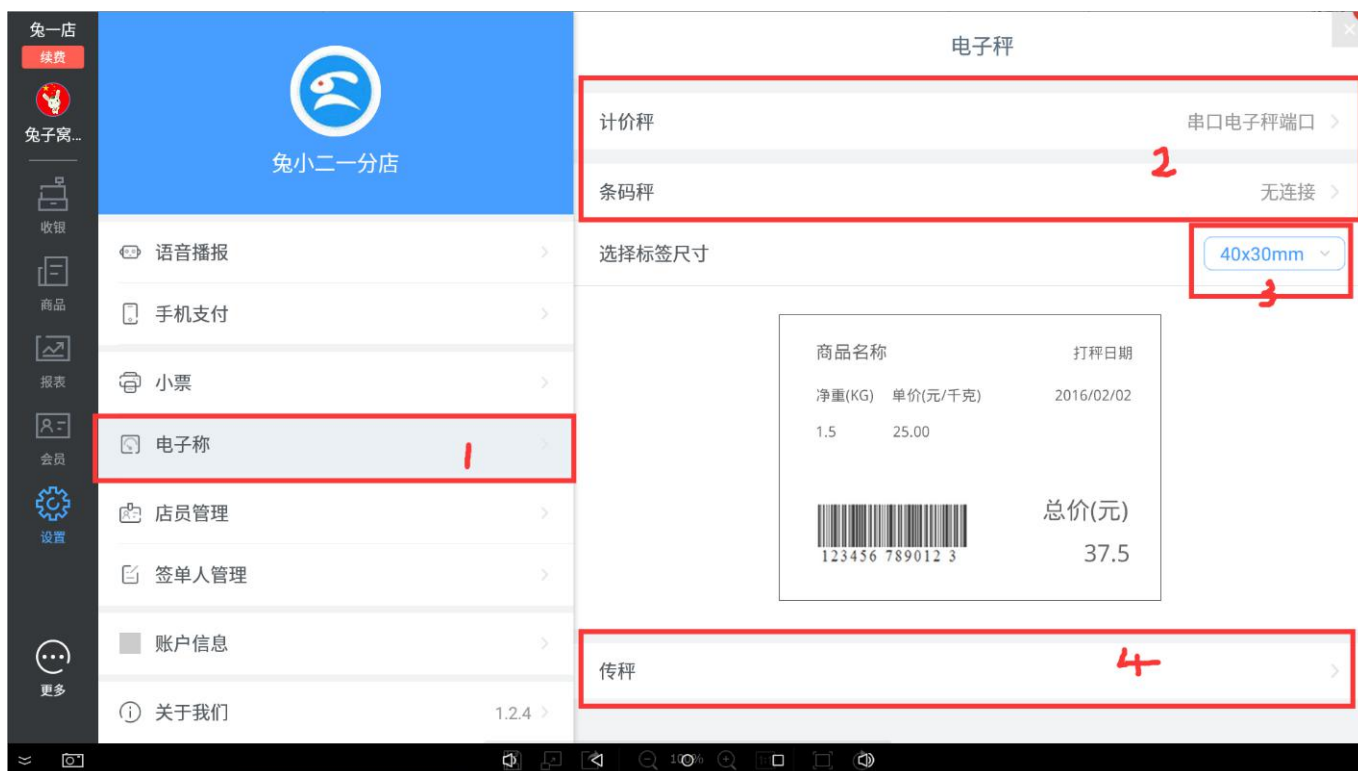 兔一店
续费
兔子窝...
收银
商品
报表
会员
设置
更多
兔小二一分店
语音播报
手机支付
小票
电子称
1
店员管理
签单人管理
账户信息
关于我们 1.2.4
电子秤
计价秤 串口电子秤端口
2
条码秤 无连接
选择标签尺寸 40x30mm
3
商品名称 打秤日期
净重(KG) 单价(元/千克) 2016/02/02
1.5 25.00
总价(元)
123456 789012 3 37.5
传秤
4
100%